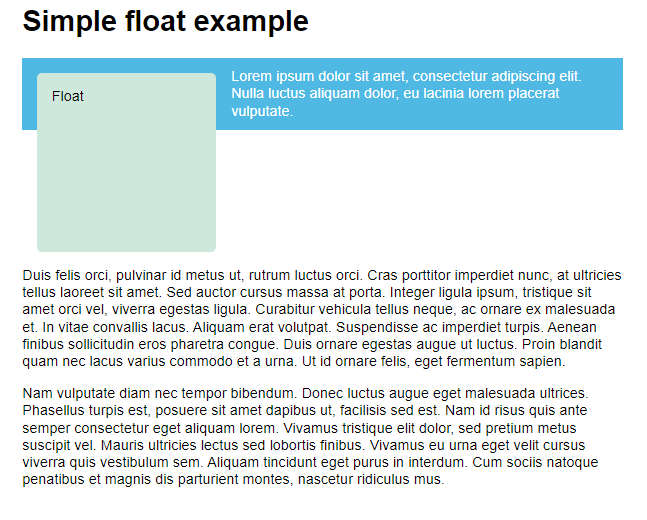 Simple float example
Float
Lorem ipsum dolor sit amet, consectetur adipiscing elit.
Nulla luctus aliquam dolor, eu lacinia lorem placerat
vulputate.
Duis felis orci, pulvinar id metus ut, rutrum luctus orci. Cras porttitor imperdiet nunc, at ultricies
tellus laoreet sit amet. Sed auctor cursus massa at porta. Integer ligula ipsum, tristique sit
amet orci vel, viverra egestas ligula. Curabitur vehicula tellus neque, ac ornare ex malesuada
et. In vitae convallis lacus. Aliquam erat volutpat. Suspendisse ac imperdiet turpis. Aenean
finibus sollicitudin eros pharetra congue. Duis ornare egestas augue ut luctus. Proin blandit
quam nec lacus varius commodo et a urna. Ut id ornare felis, eget fermentum sapien.
Nam vulputate diam nec tempor bibendum. Donec luctus augue eget malesuada ultrices.
Phasellus turpis est, posuere sit amet dapibus ut, facilisis sed est. Nam id risus quis ante
semper consectetur eget aliquam lorem. Vivamus tristique elit dolor, sed pretium metus
suscipit vel. Mauris ultricies lectus sed lobortis finibus. Vivamus eu urna eget velit cursus
viverra quis vestibulum sem. Aliquam tincidunt eget purus in interdum. Cum sociis natoque
penatibus et magnis dis parturient montes, nascetur ridiculus mus.